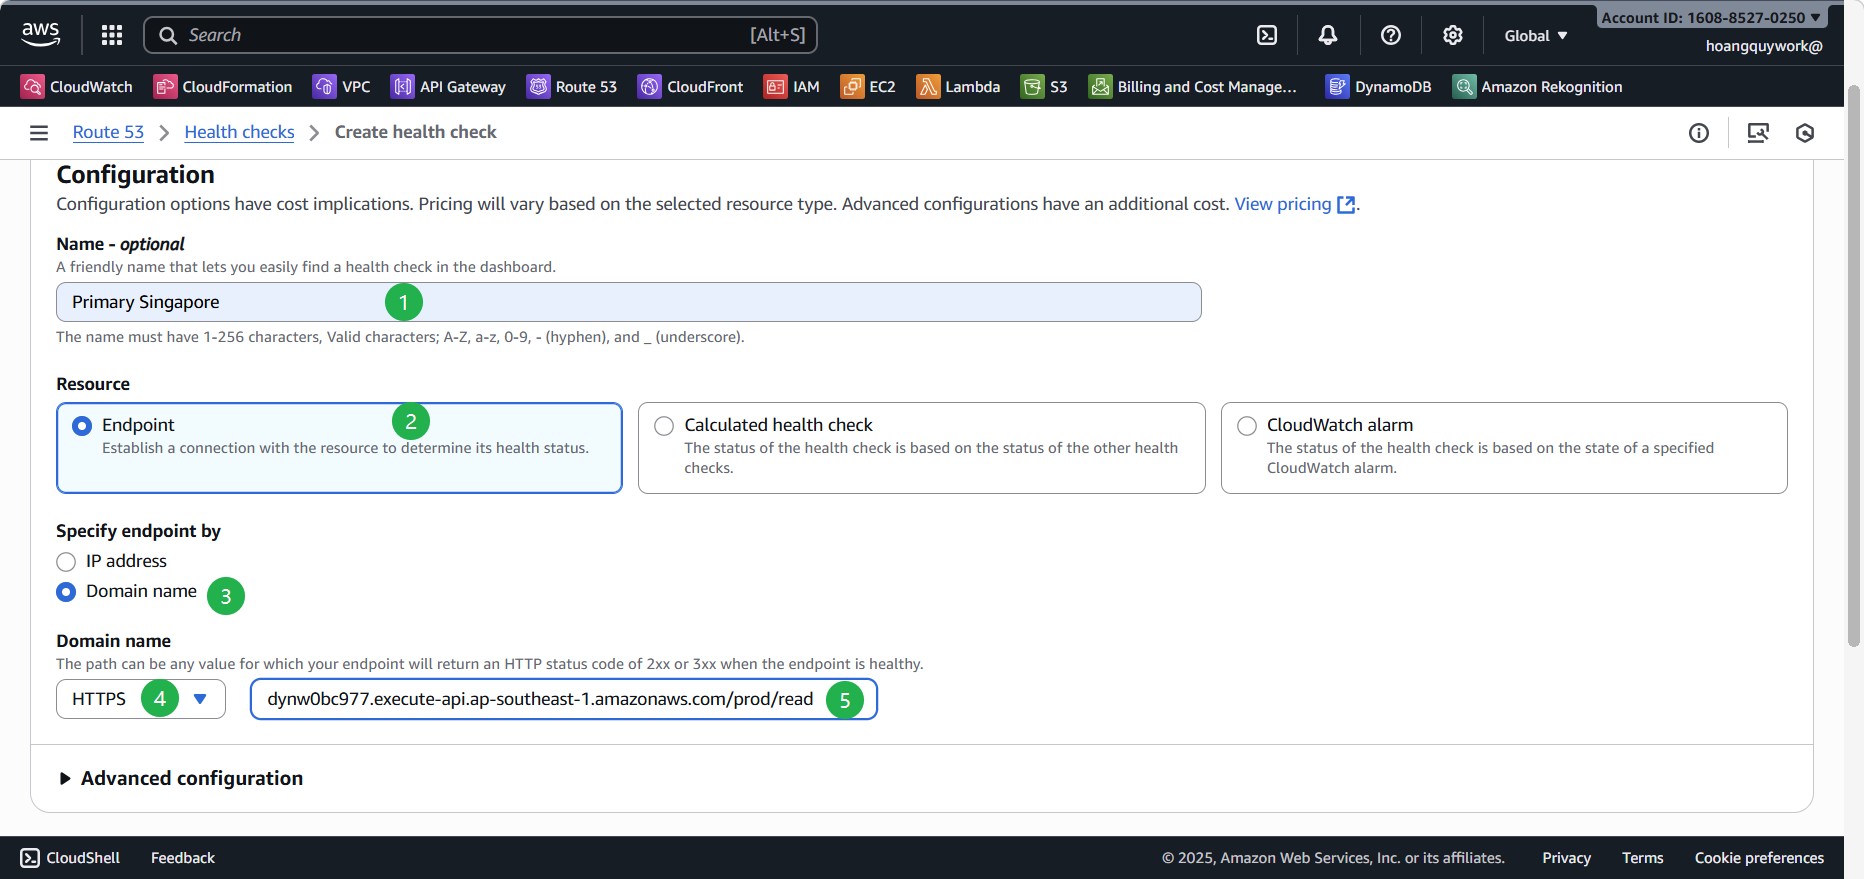 aws
Search [Alt+S]
Global
Account ID: 1608-8527-0250
hoangquywork@
CloudWatch CloudFormation VPC API Gateway Route 53 CloudFront IAM EC2 Lambda S3 Billing and Cost Manage... DynamoDB Amazon Rekognition
Route 53 Health checks Create health check
Configuration
Configuration options have cost implications. Pricing will vary based on the selected resource type. Advanced configurations have an additional cost. View pricing.
Name - optional
A friendly name that lets you easily find a health check in the dashboard.
Primary Singapore 1
The name must have 1-256 characters, Valid characters; A-Z, a-z, 0-9, - (hyphen), and _ (underscore).
Resource
Endpoint 2
Establish a connection with the resource to determine its health status.
Calculated health check
The status of the health check is based on the status of the other health
checks.
CloudWatch alarm
The status of the health check is based on the state of a specified
CloudWatch alarm.
Specify endpoint by
IP address
Domain name 3
Domain name
The path can be any value for which your endpoint will return an HTTP status code of 2xx or 3xx when the endpoint is healthy.
HTTPS 4 dynw0bc977.execute-api.ap-southeast-1.amazonaws.com/prod/read 5
Advanced configuration
CloudShell Feedback © 2025, Amazon Web Services, Inc. or its affiliates. Privacy Terms Cookie preferences